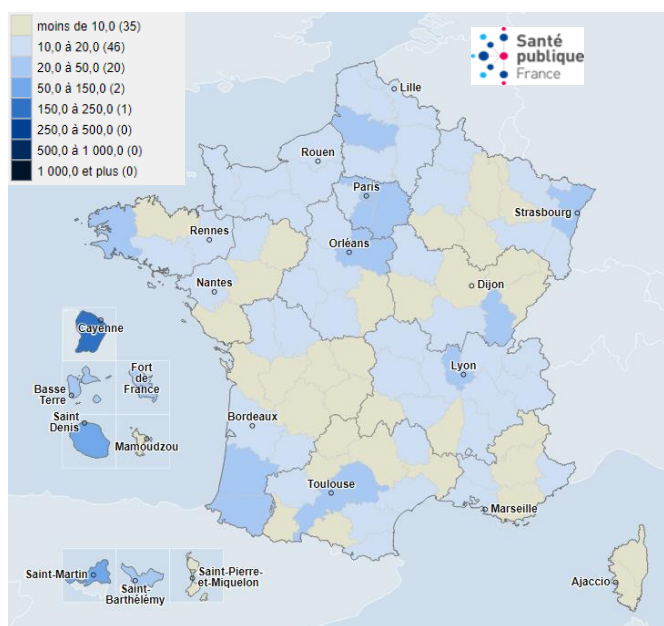 moins de 10,0 (35)
10,0 à 20,0 (46)
20,0 à 50,0 (20)
50,0 à 150,0 (2)
150,0 à 250,0 (1)
250,0 à 500,0 (0)
500,0 à 1 000,0 (0)
1 000,0 et plus (0)
Santé
publique
France
Lille
Rouen
Paris
Strasbourg
Rennes
Orléans
Nantes
Dijon
Cayenne
Lyon
Basse
Terre
Fort
de
France
Saint
Denis
Mamoudzou
Bordeaux
Toulouse
Marseille
Saint-Martin
Saint-
Barthélémy
Saint-Pierre-
et-Miquelon
Ajaccio